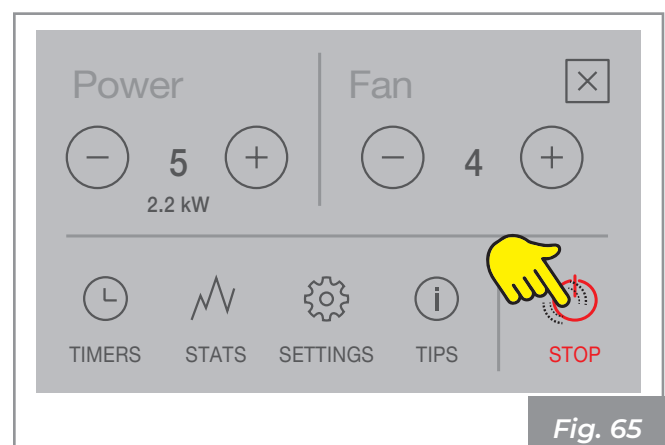 Power
Fan
5
4
2.2 kW
TIMERS
STATS
SETTINGS
TIPS
STOP
Fig. 65